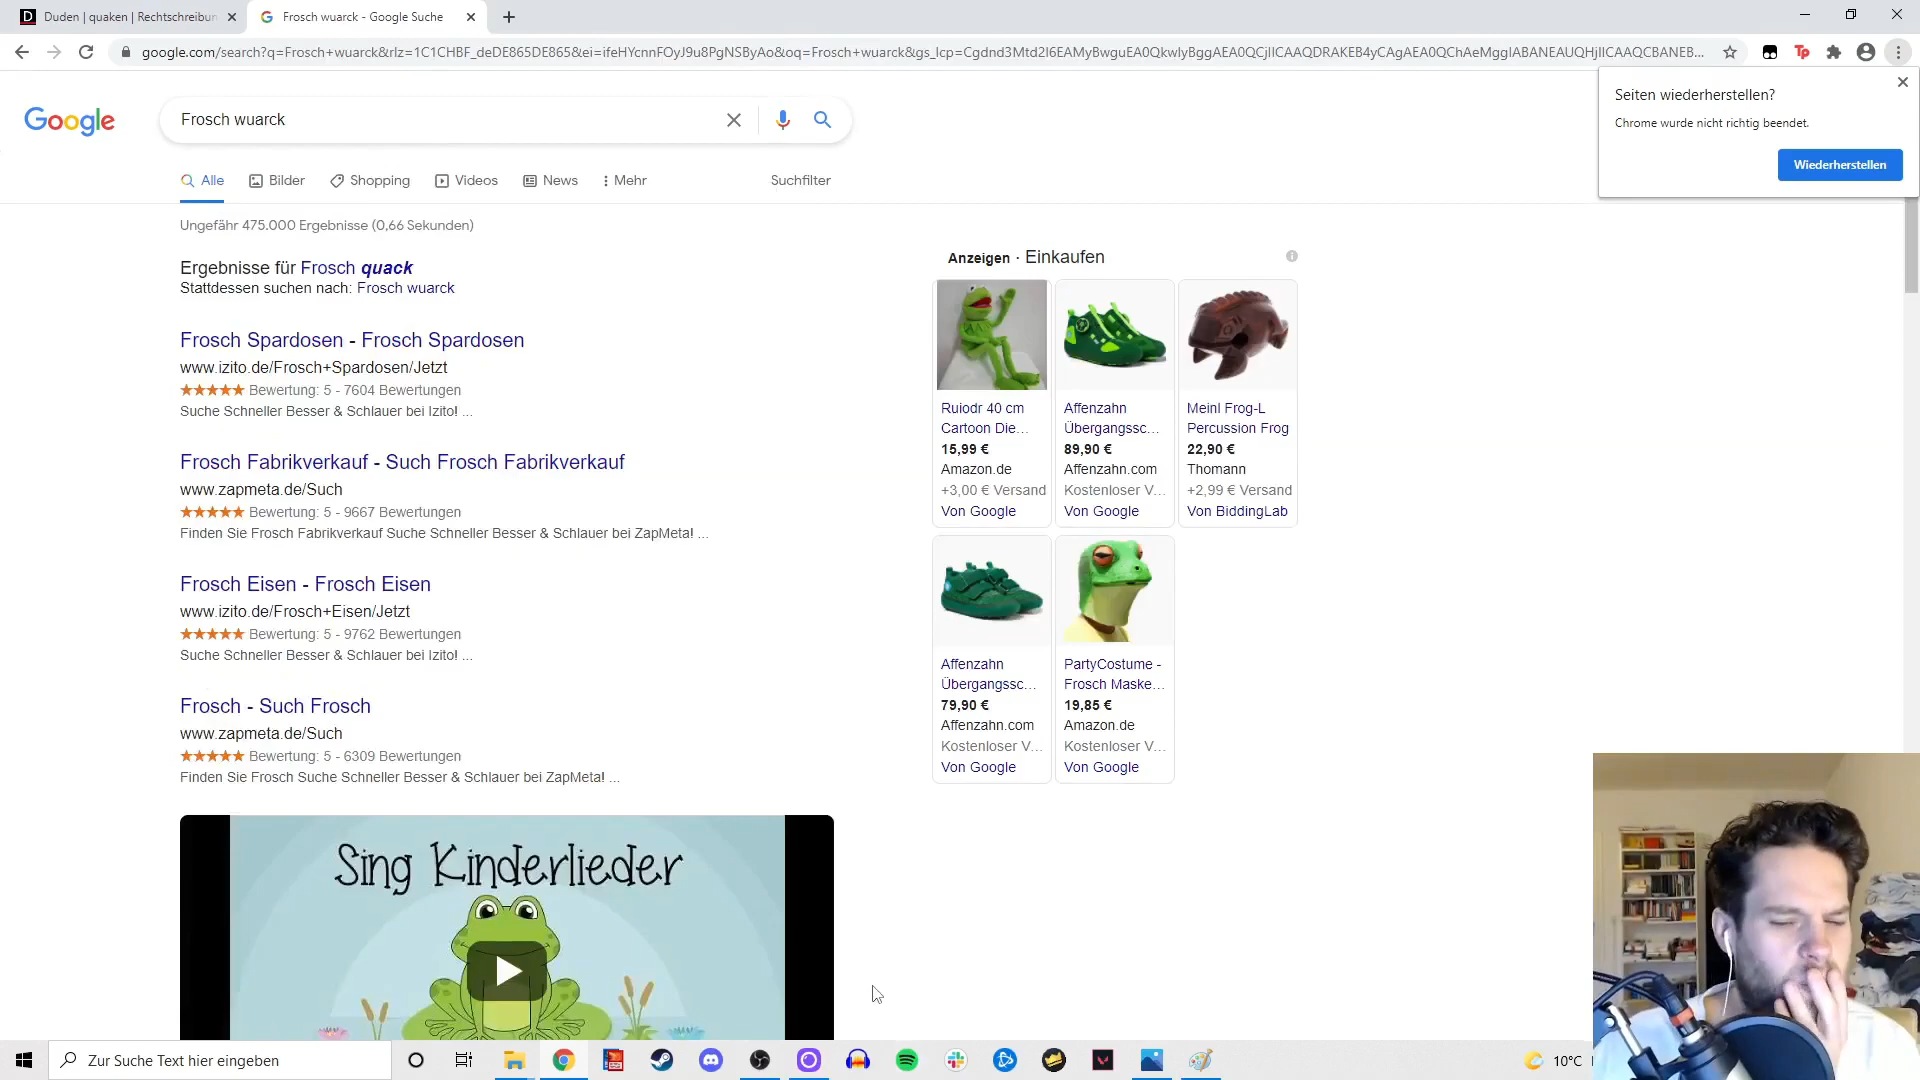 Duden | quaken | Rechtschreibun
Frosch wuarck - Google Suche
google.com/search?q=Frosch+wuarck&rlz=1C1CHBF_deDE865DE865&ei=ifeHYcnnFOyJ9u8PgNSByAo&oq=Frosch+wuarck&gs_lcp=Cgdnd3Mtd2l6EAMyBwguEA0QkwIyBggAEA0QCjIICAAQDRAKEB4yCAgAEA0QChAeMggIABANEAUQHjIICAAQCBANEB...
Tp
Seiten wiederherstellen?
Chrome wurde nicht richtig beendet.
Wiederherstellen
Google
Frosch wuarck
Alle
Bilder
Shopping
Videos
News
Mehr
Suchfilter
Ungefähr 475.000 Ergebnisse (0,66 Sekunden)
Ergebnisse für Frosch quack
Stattdessen suchen nach: Frosch wuarck
Frosch Spardosen - Frosch Spardosen
www.izito.de/Frosch+Spardosen/Jetzt
Bewertung: 5 - 7604 Bewertungen
Suche Schneller Besser & Schlauer bei Izito! ...
Frosch Fabrikverkauf - Such Frosch Fabrikverkauf
www.zapmeta.de/Such
Bewertung: 5 - 9667 Bewertungen
Finden Sie Frosch Fabrikverkauf Suche Schneller Besser & Schlauer bei ZapMeta! ...
Frosch Eisen - Frosch Eisen
www.izito.de/Frosch+Eisen/Jetzt
Bewertung: 5 - 9762 Bewertungen
Suche Schneller Besser & Schlauer bei Izito! ...
Frosch - Such Frosch
www.zapmeta.de/Such
Bewertung: 5 - 6309 Bewertungen
Finden Sie Frosch Suche Schneller Besser & Schlauer bei ZapMeta! ...
Sing Kinderlieder
Anzeigen · Einkaufen
Ruiodr 40 cm
Cartoon Die...
15,99 €
Amazon.de
+3,00 € Versand
Von Google
Affenzahn
Übergangssc...
89,90 €
Affenzahn.com
Kostenloser V...
Von Google
Meinl Frog-L
Percussion Frog
22,90 €
Thomann
+2,99 € Versand
Von BiddingLab
Affenzahn
Übergangssc...
79,90 €
Affenzahn.com
Kostenloser V...
Von Google
PartyCostume -
Frosch Maske...
19,85 €
Amazon.de
Kostenloser V...
Von Google
Zur Suche Text hier eingeben
10°C